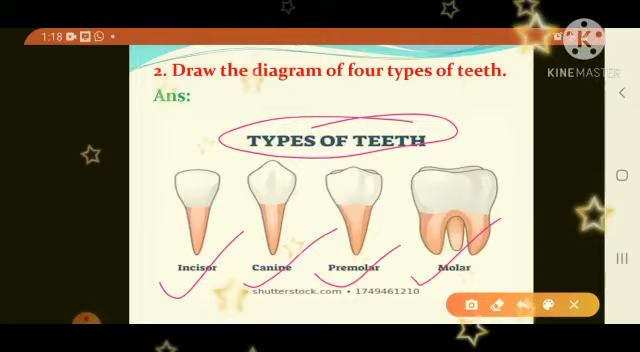 1:18
KINEMASTER
2. Draw the diagram of four types of teeth.
Ans:
TYPES OF TEETH
Incisor Canine Premolar Molar
shutterstock.com • 1749461210